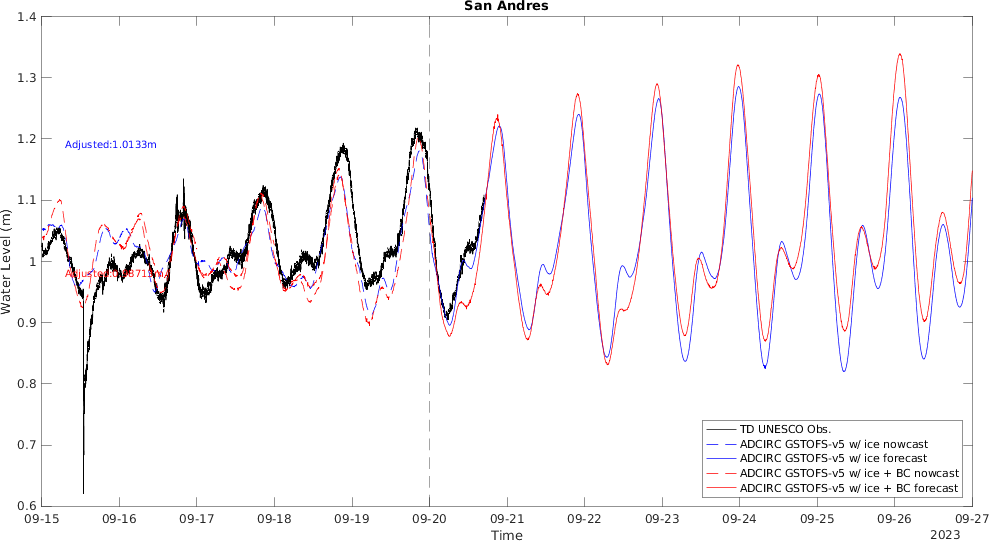 San Andres
1.4
1.3
1.2
1.1
1
0.9
0.8
0.7
0.6
Water Level (m)
Adjusted:1.0133m
09-15 09-16 09-17 09-18 09-19 09-20 09-21 09-22 09-23 09-24 09-25 09-26 09-27
Time
2023
TD UNESCO Obs.
ADCIRC GSTOFS-v5 w/ ice nowcast
ADCIRC GSTOFS-v5 w/ ice forecast
ADCIRC GSTOFS-v5 w/ ice + BC nowcast
ADCIRC GSTOFS-v5 w/ ice + BC forecast